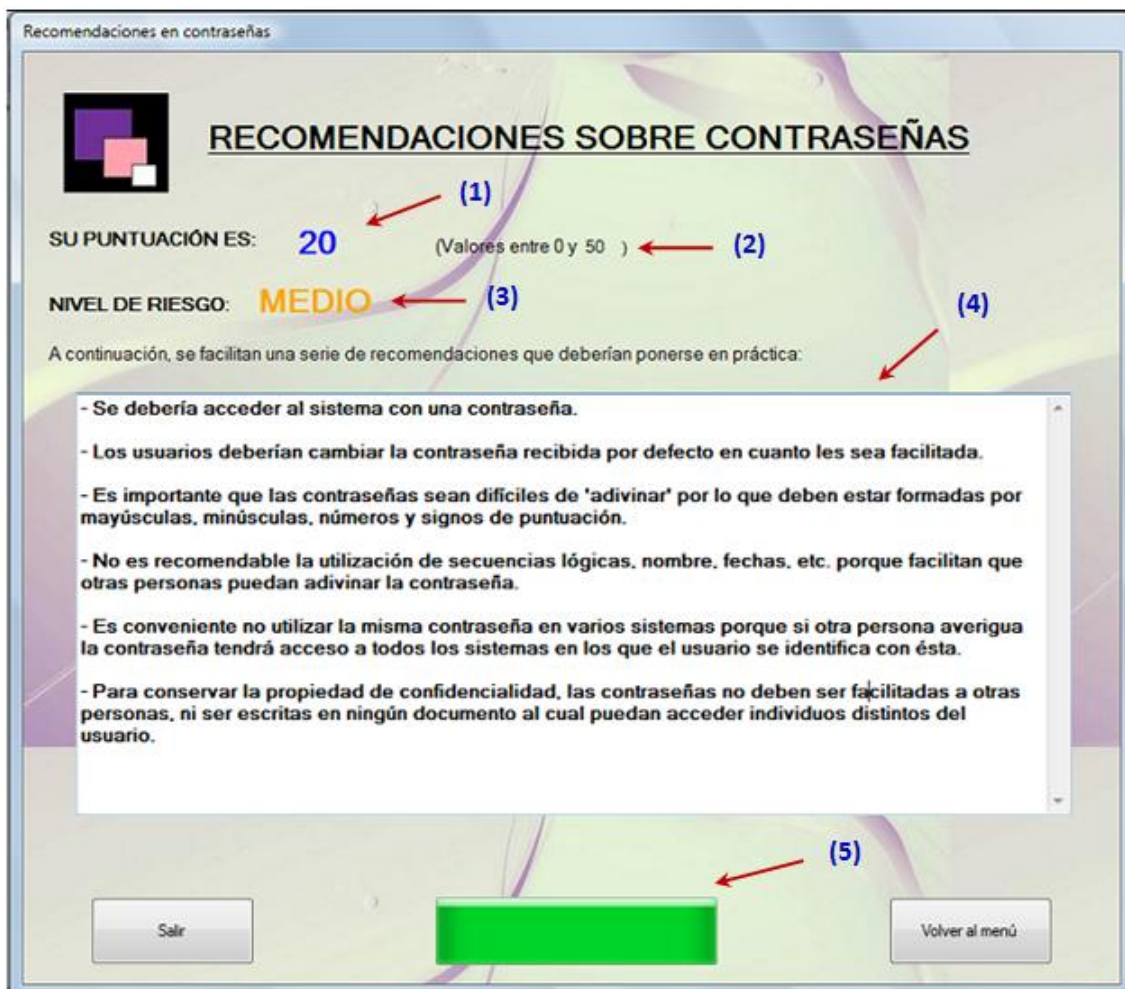 Recomendaciones en contraseñas
RECOMENDACIONES SOBRE CONTRASEÑAS
(1)
SU PUNTUACIÓN ES: 20 (Valores entre 0 y 50 ) (2)
NIVEL DE RIESGO: MEDIO (3)
(4)
A continuación, se facilitan una serie de recomendaciones que deberían ponerse en práctica:
- Se debería acceder al sistema con una contraseña.
- Los usuarios deberían cambiar la contraseña recibida por defecto en cuanto les sea facilitada.
- Es importante que las contraseñas sean difíciles de 'adivinar' por lo que deben estar formadas por
mayúsculas, minúsculas, números y signos de puntuación.
- No es recomendable la utilización de secuencias lógicas, nombre, fechas, etc. porque facilitan que
otras personas puedan adivinar la contraseña.
- Es conveniente no utilizar la misma contraseña en varios sistemas porque si otra persona averigua
la contraseña tendrá acceso a todos los sistemas en los que el usuario se identifica con ésta.
- Para conservar la propiedad de confidencialidad, las contraseñas no deben ser facilitadas a otras
personas, ni ser escritas en ningún documento al cual puedan acceder individuos distintos del
usuario.
(5)
Salir
Volver al menú